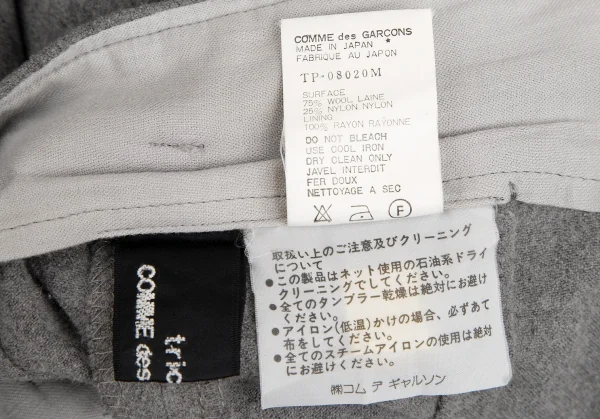 COMME des GARCONS
MADE IN JAPAN
FABRIQUE AU JAPON
TP-08020M
SURFACE
75% WOOL LAINE
25% NYLON NYLON
LINING
100% RAYON RAYONNE
DO NOT BLEACH
USE COOL IRON
DRY CLEAN ONLY
JAVEL INTERDIT
FER DOUX
NETTOYAGE A SEC
F
取扱い上のご注意及びクリーニング
について
●この製品はネット使用の石油系ドライ
クリーニングでしてください。
●全てのタンブラー乾燥は絶対にお避け
ください。
●アイロン(低温)かけの場合、必ずあて
布をしてください。
●全てのスチームアイロンの使用は絶対
にお避けください。
㈱コム デ ギャルソン
tric
COMME des